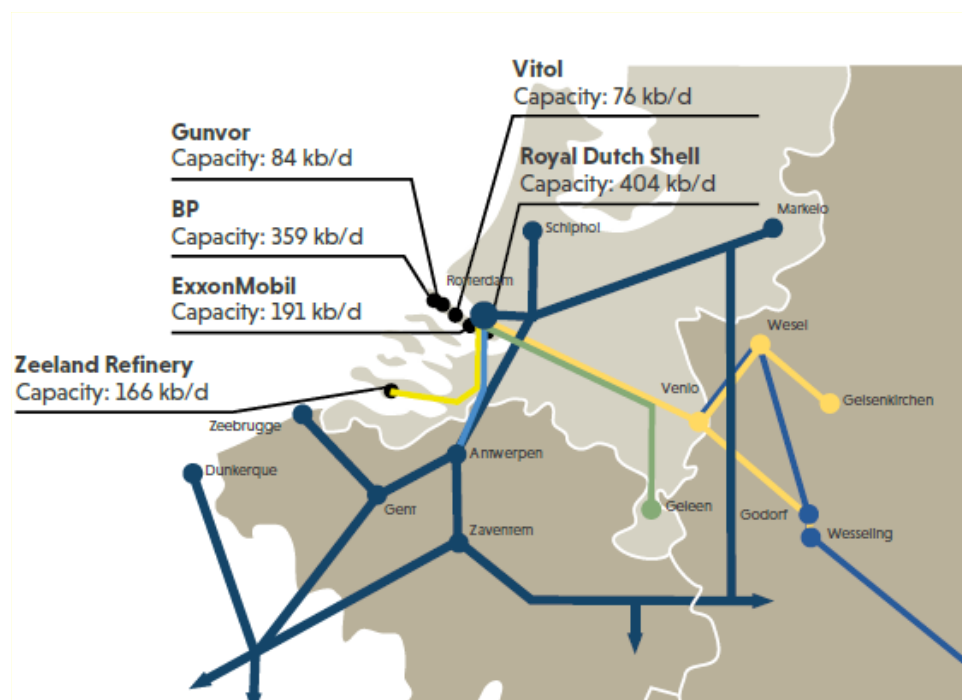 Vitol
Capacity: 76 kb/d
Gunvor
Capacity: 84 kb/d
Royal Dutch Shell
Capacity: 404 kb/d
BP
Capacity: 359 kb/d
Markelo
Schiphol
Rotterdam
ExxonMobil
Capacity: 191 kb/d
Wesel
Zeeland Refinery
Capacity: 166 kb/d
Venlo
Gelsenkirchen
Zeebrugge
Antwerpen
Dunkerque
Gent
Geleen
Godorf
Zaventem
Wesseling